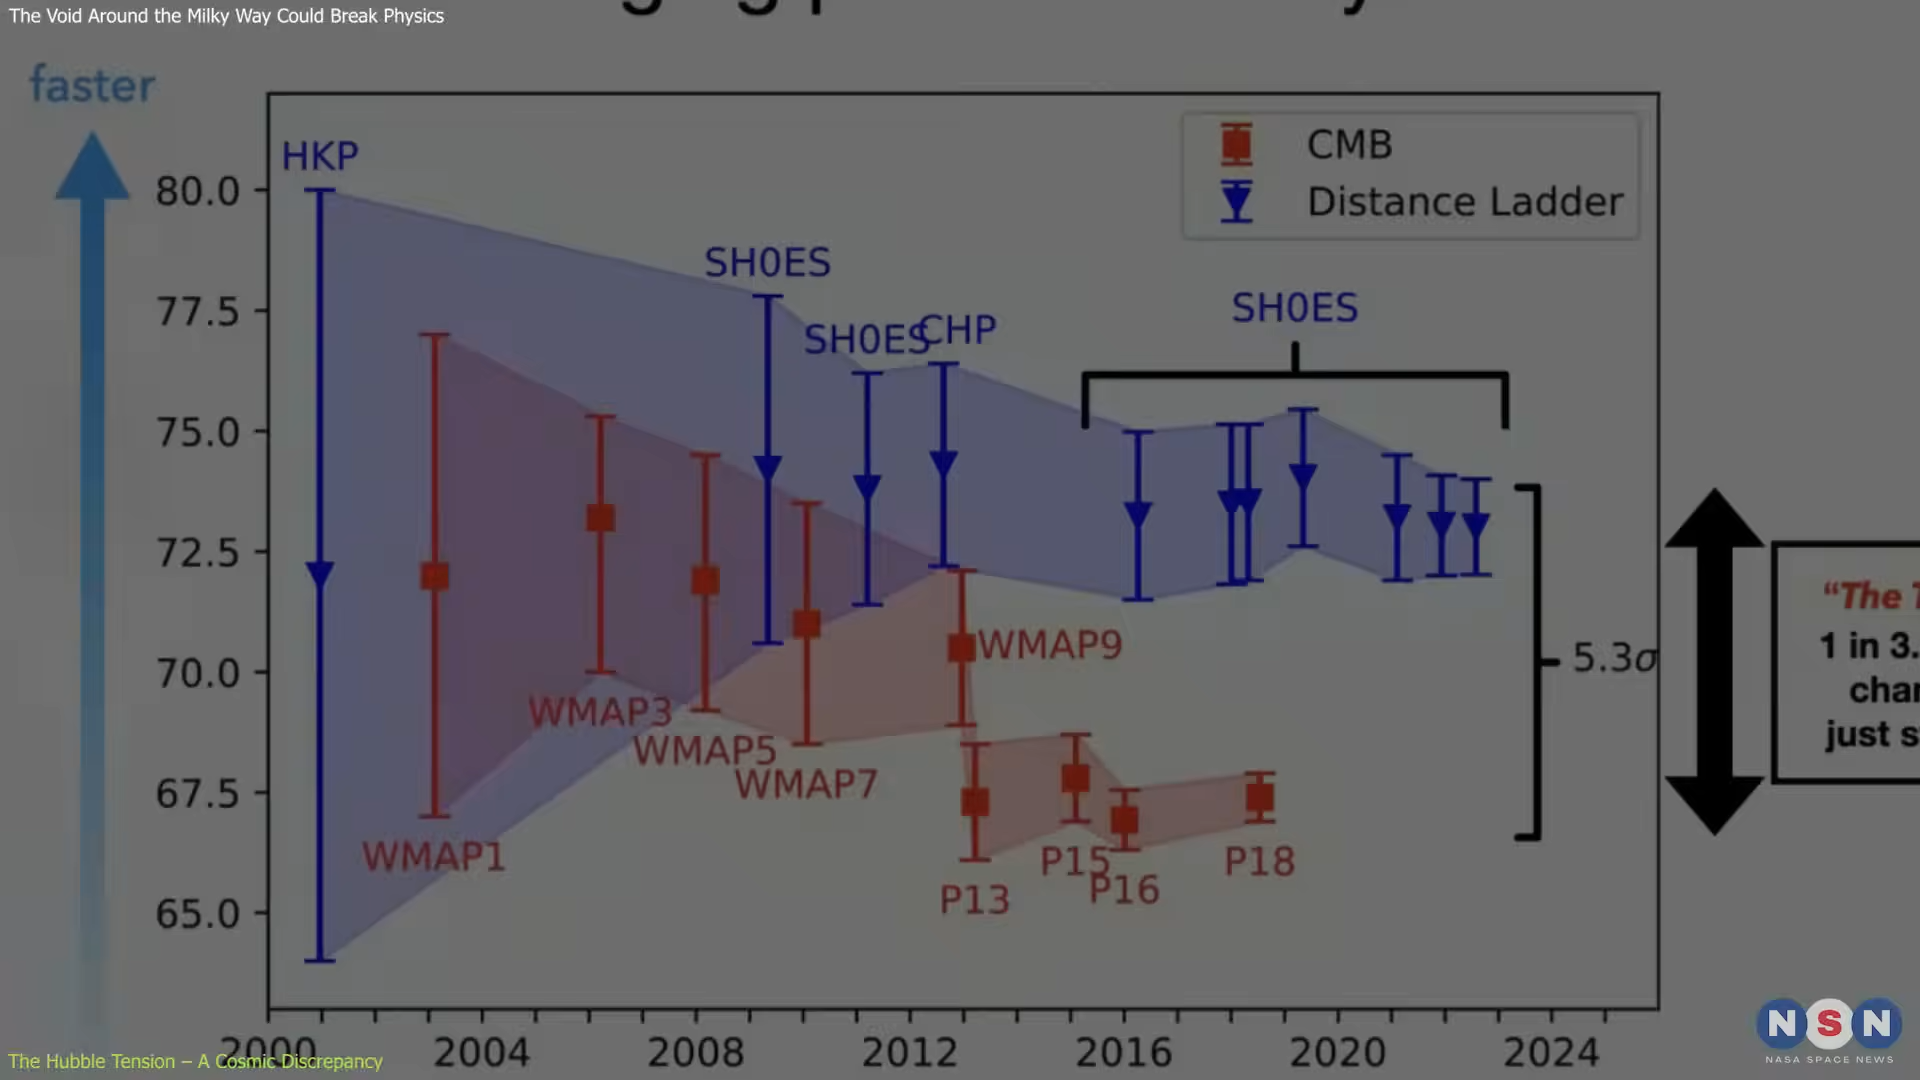 The Void Around the Milky Way Could Break Physics
faster
CMB
Distance Ladder
HKP
80.0
SH0ES
77.5
SH0ES
CHP
SH0ES
75.0
72.5
"The T
1 in 3.
char
just s
70.0
WMAP9
5.3σ
WMAP3
WMAP5
WMAP7
67.5
WMAP1
P15
P18
P16
P13
65.0
2000 2004 2008 2012 2016 2020 2024
The Hubble Tension – A Cosmic Discrepancy
NSN
NASA SPACE NEWS